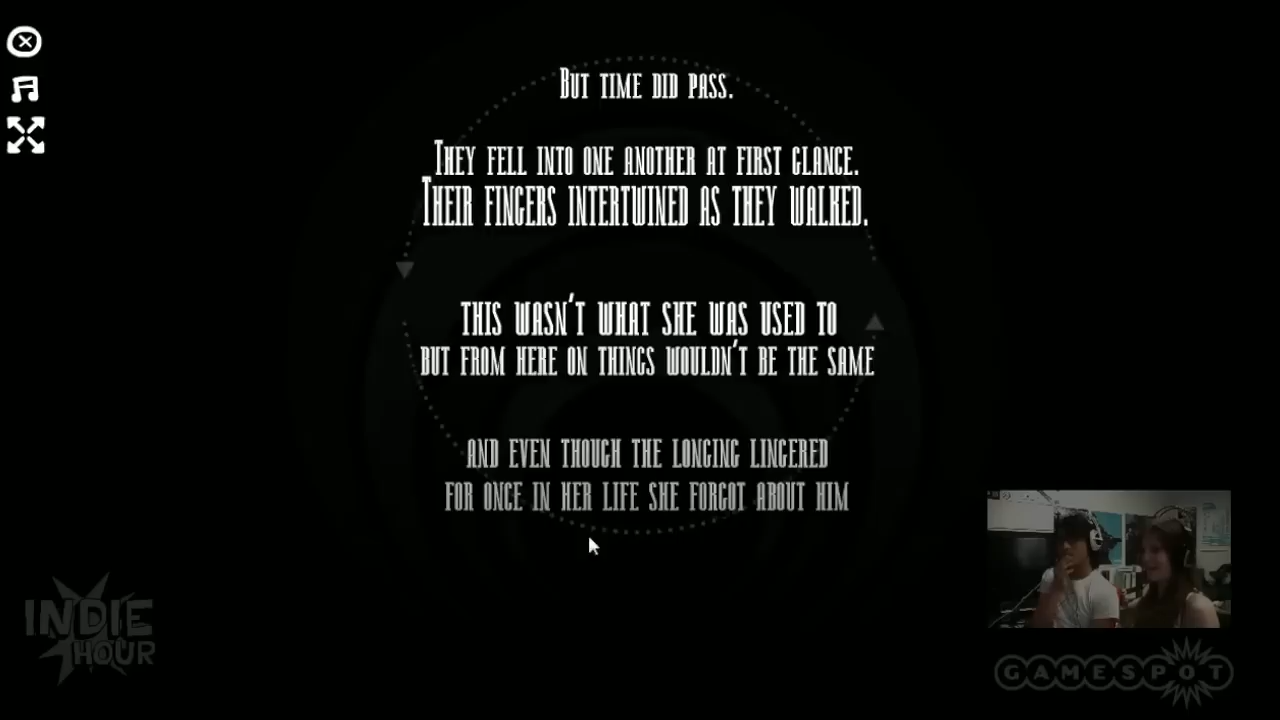 But time did pass.
They fell into one another at first glance.
Their fingers intertwined as they walked.
this wasn't what she was used to
but from here on things wouldn't be the same
and even though the longing lingered
for once in her life she forgot about him
INDIE
HOUR
GAMESPOT